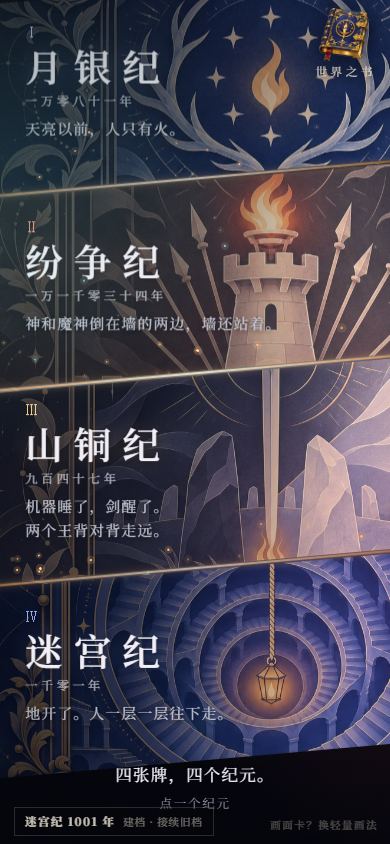 I
月银纪
一万零八十一年
天亮以前，人只有火。
世界之书
II
纷争纪
一万一千零三十四年
神和魔神倒在墙的两边，墙还站着。
III
山铜纪
九百四十七年
机器睡了，剑醒了。
两个王背对背走远。
IV
迷宫纪
一千零一年
地开了。人一层一层往下走。
四张牌，四个纪元。
点一个纪元
迷宫纪 1001 年 建档·接续旧档
画面卡？换轻量画法